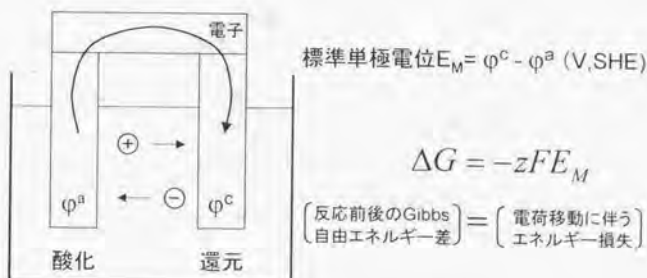 電子
標準単極電位E_M= φ^c - φ^a (V,SHE)
⊕ →
← ⊖
φ^a
φ^c
酸化
還元
ΔG = −zFE_M
反応前後のGibbs 自由エネルギー差 = 電荷移動に伴う エネルギー損失